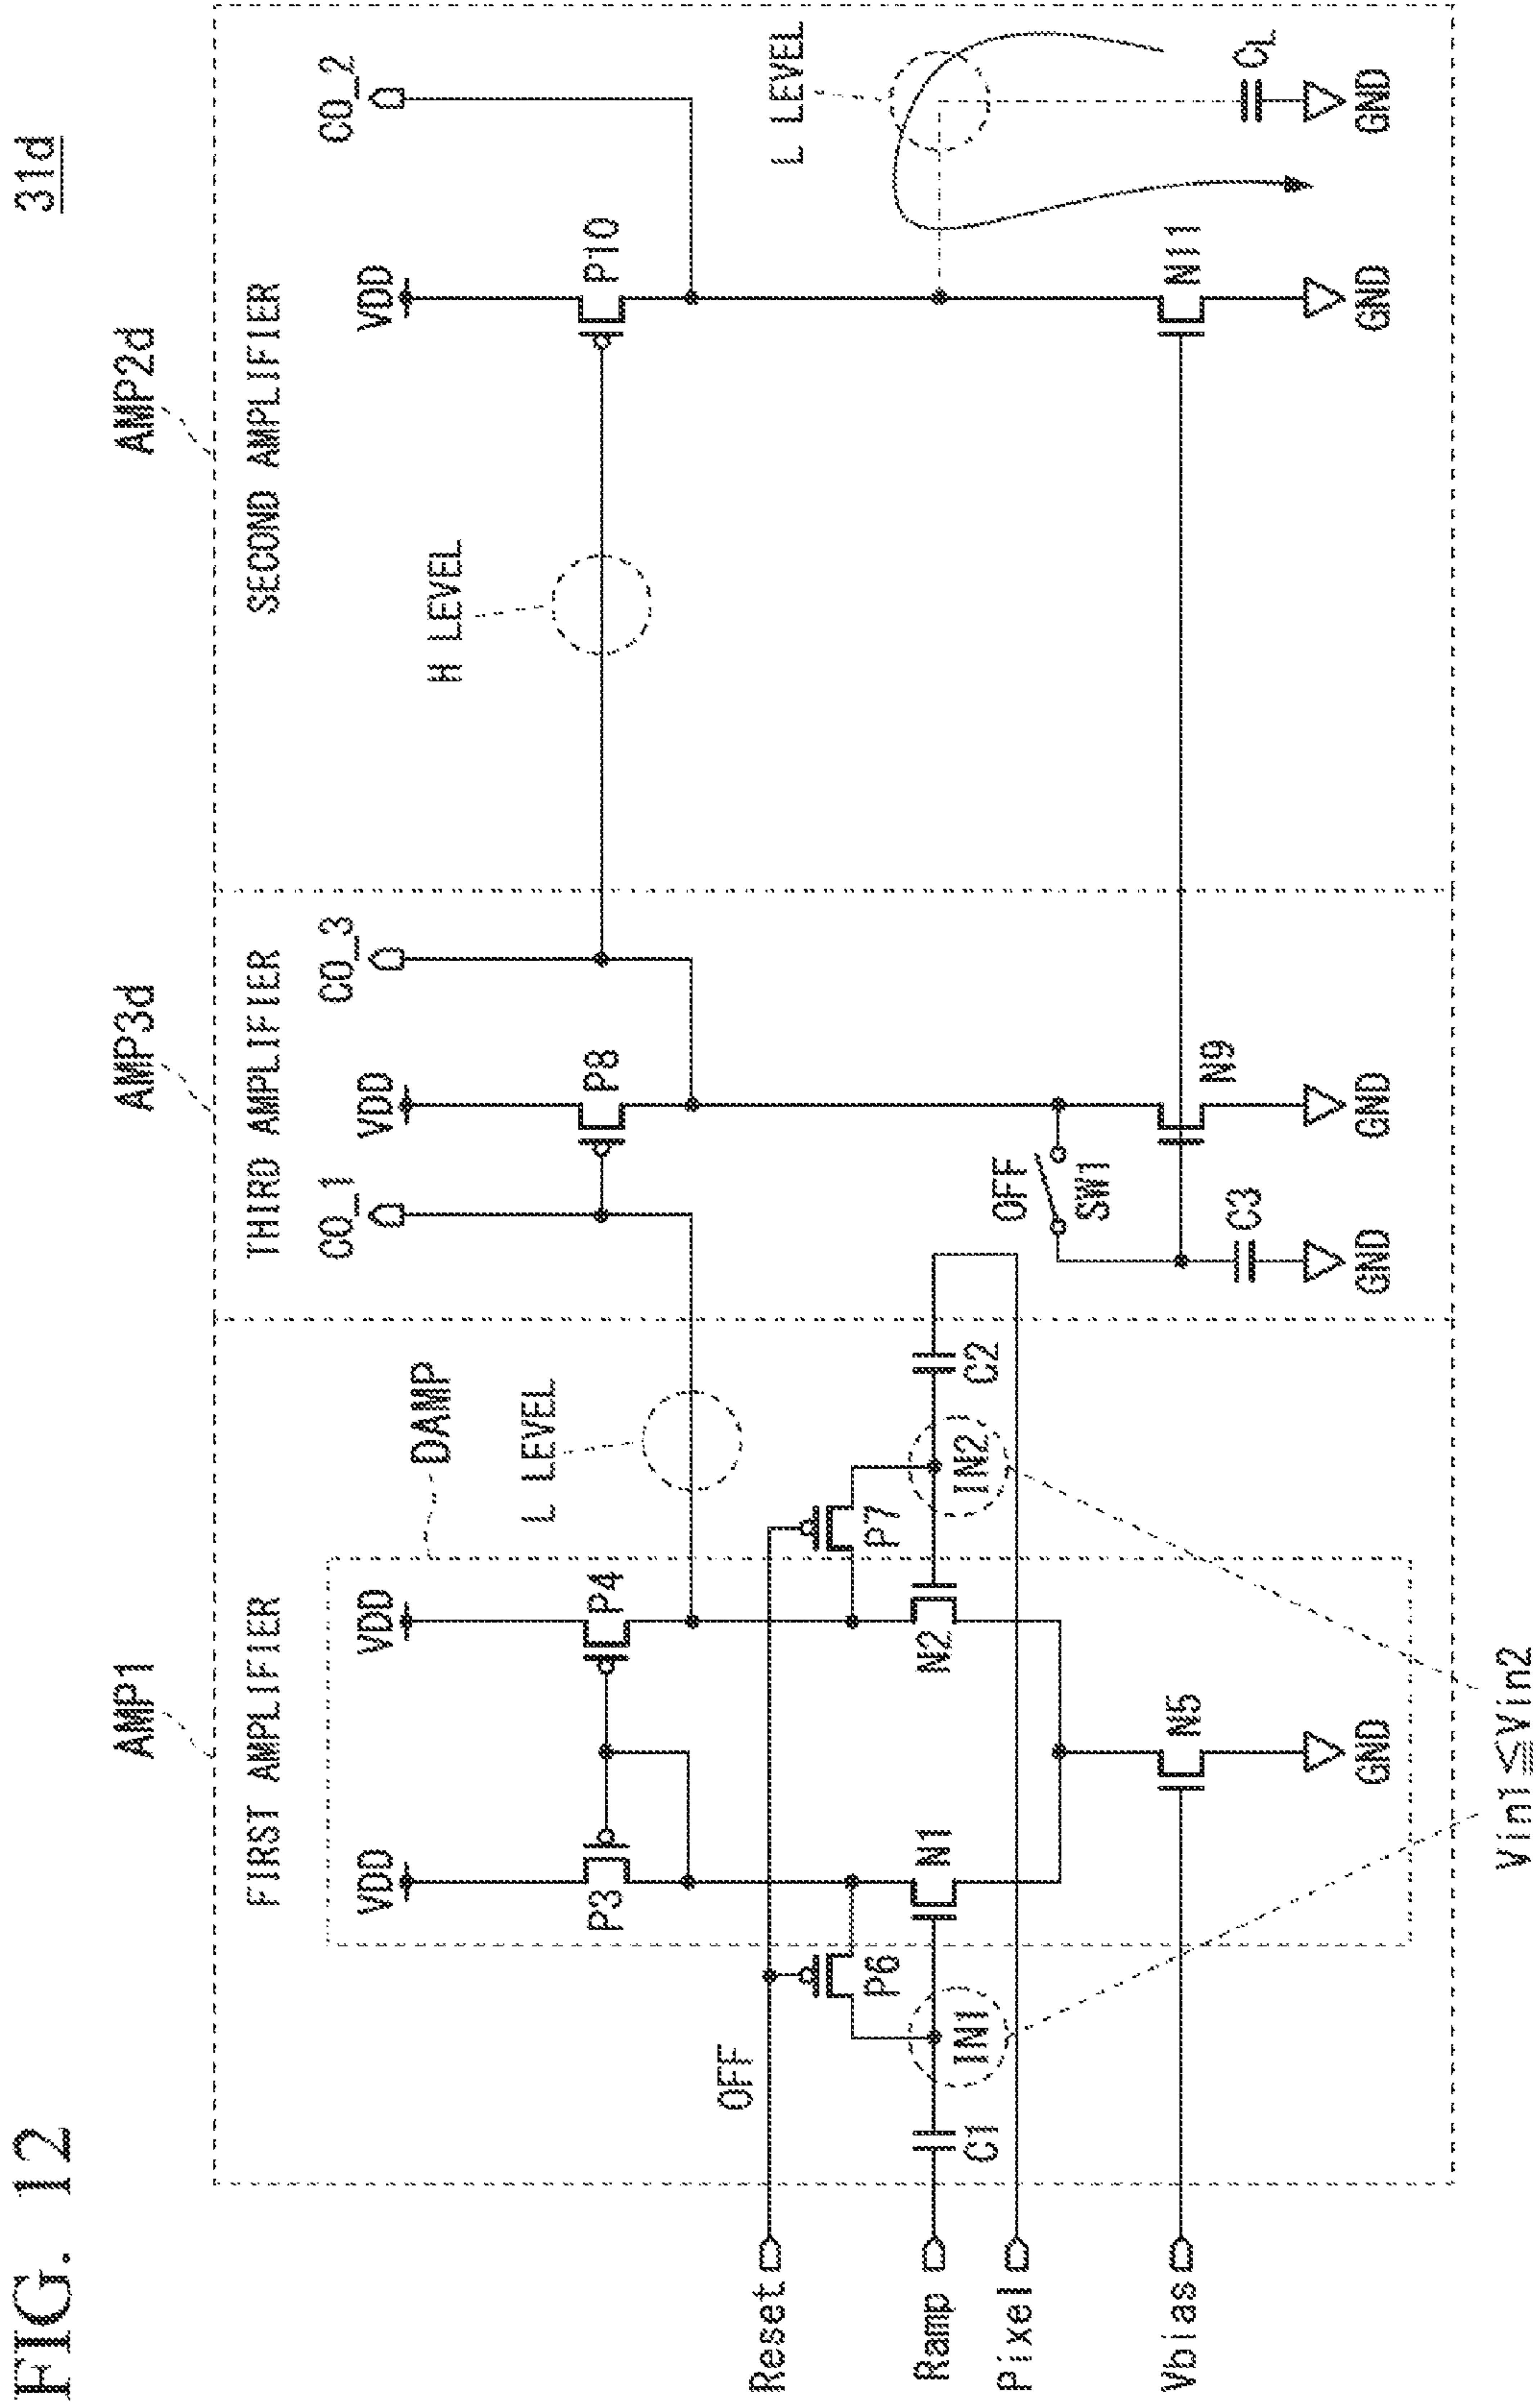 FIG. 12
31d
AMP1
AMP3d
AMP2d
FIRST AMPLIFIER
THIRD AMPLIFIER
SECOND AMPLIFIER
DAMP
CO_1
CO_3
CO_2
VDD
VDD
VDD
VDD
P3
P4
P8
P10
L LEVEL
H LEVEL
L LEVEL
OFF
Reset
P6
P7
Ramp
C1
IN1
N1
N2
IN2
C2
Pixel
OFF
SW1
Vbias
N5
N9
N11
C3
CL
GND
GND
GND
GND
GND
Vin1≦Vin2